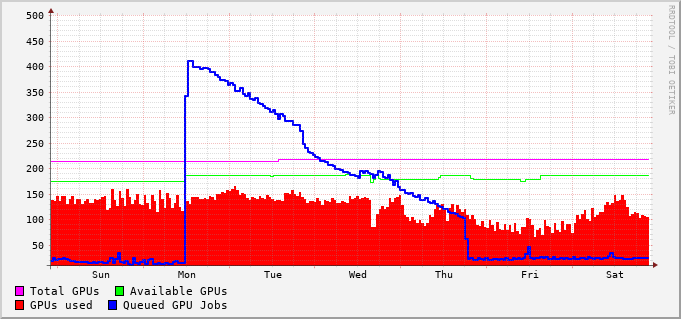 500
450
400
350
300
250
200
150
100
50
Sun Mon Tue Wed Thu Fri Sat
Total GPUs Available GPUs
GPUs used Queued GPU Jobs
RRDTOOL / TOBI OETIKER